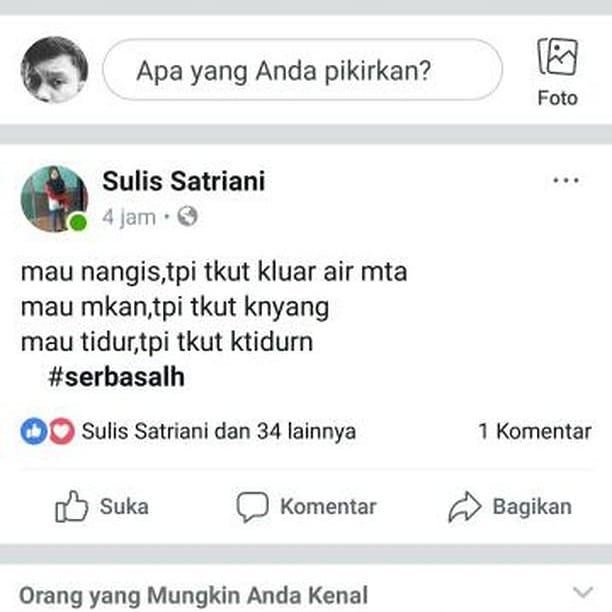 Apa yang Anda pikirkan?
Foto
Sulis Satriani
4 jam
mau nangis,tpi tkut kluar air mta
mau mkan,tpi tkut knyang
mau tidur,tpi tkut ktidurn
#serbasalh
Sulis Satriani dan 34 lainnya
1 Komentar
Suka
Komentar
Bagikan
Orang yang Mungkin Anda Kenal